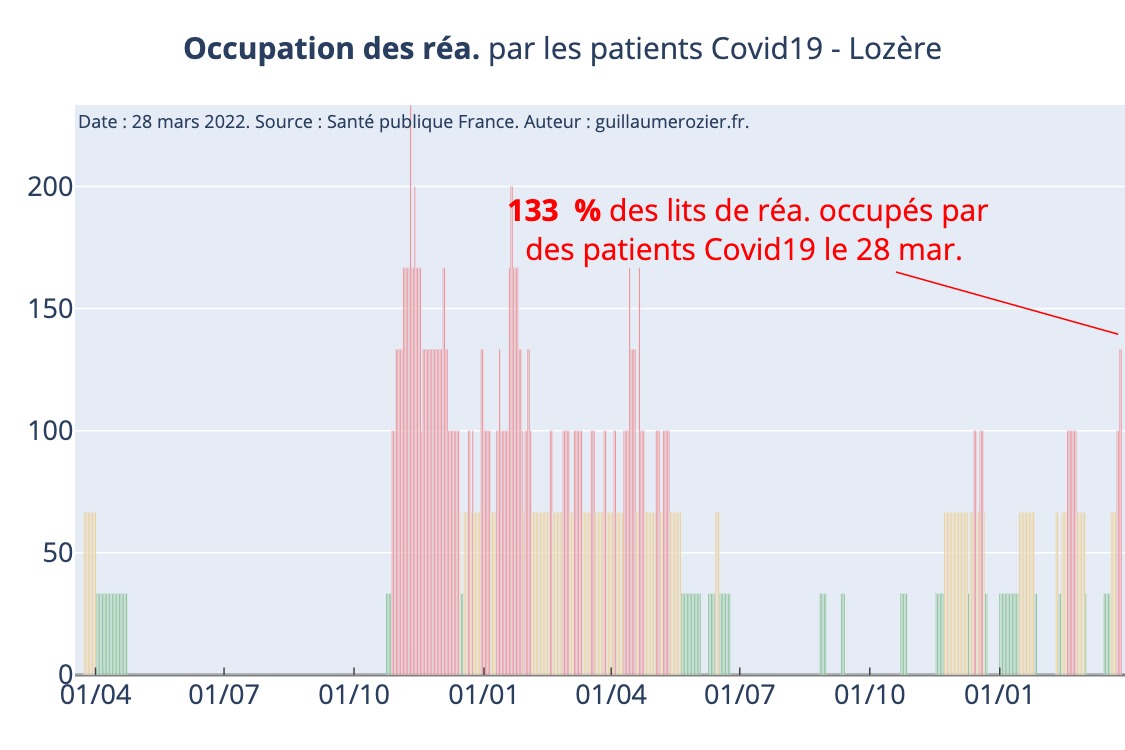 Occupation des réa. par les patients Covid19 - Lozère
Date : 28 mars 2022. Source : Santé publique France. Auteur : guillaumerozier.fr.
200
133 % des lits de réa. occupés par
des patients Covid19 le 28 mar.
150
100
50
0
01/04 01/07 01/10 01/01 01/04 01/07 01/10 01/01